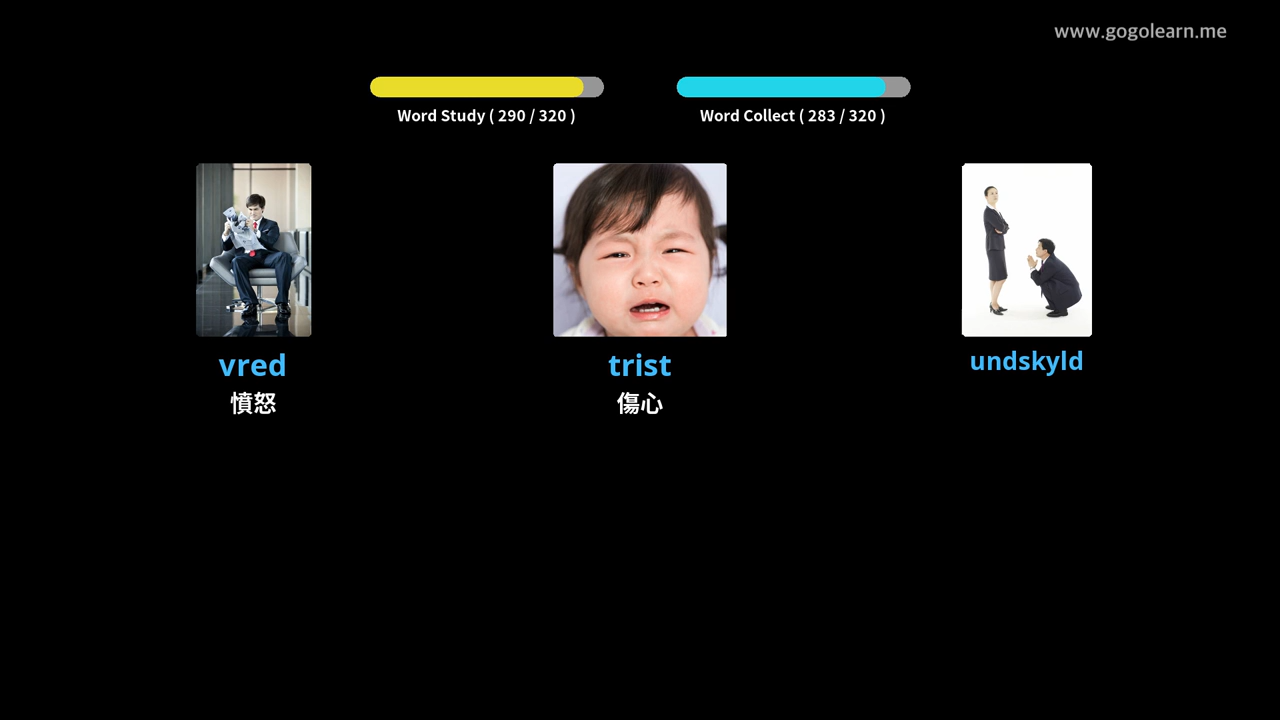 www.gogolearn.me
Word Study ( 290 / 320 )
Word Collect ( 283 / 320 )
vred
憤怒
trist
傷心
undskyld